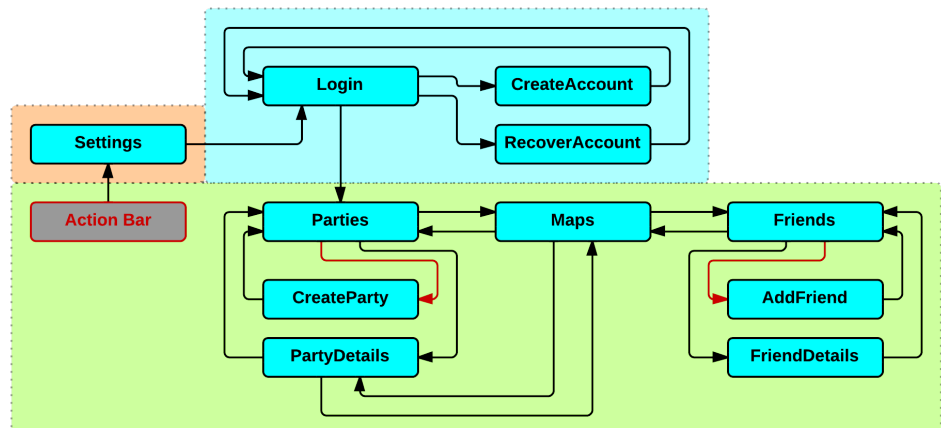 Login
CreateAccount
Settings
RecoverAccount
Action Bar
Parties
Maps
Friends
CreateParty
AddFriend
PartyDetails
FriendDetails